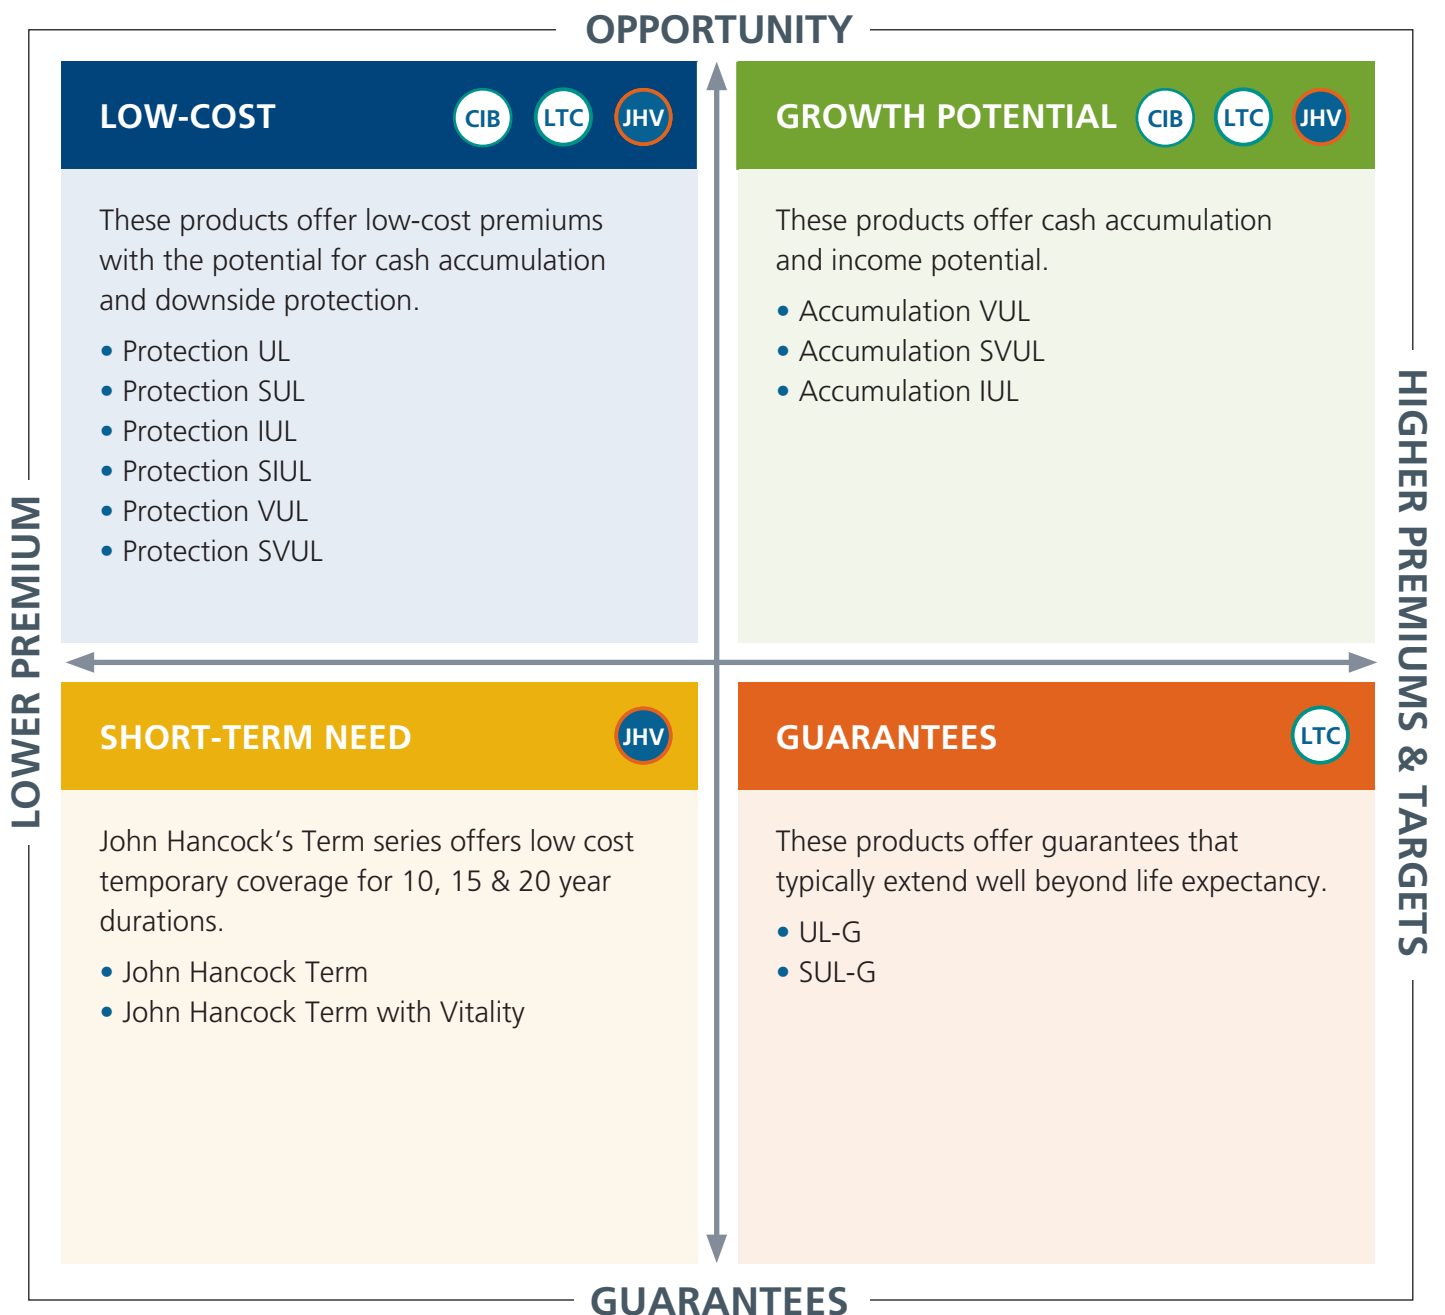 OPPORTUNITY
LOW-COST
CIB
LTC
JHV
These products offer low-cost premiums
with the potential for cash accumulation
and downside protection.
• Protection UL
• Protection SUL
• Protection IUL
• Protection SIUL
• Protection VUL
• Protection SVUL
GROWTH POTENTIAL
CIB
LTC
JHV
These products offer cash accumulation
and income potential.
• Accumulation VUL
• Accumulation SVUL
• Accumulation IUL
LOWER PREMIUM
HIGHER PREMIUMS & TARGETS
SHORT-TERM NEED
JHV
John Hancock’s Term series offers low cost
temporary coverage for 10, 15 & 20 year
durations.
• John Hancock Term
• John Hancock Term with Vitality
GUARANTEES
LTC
These products offer guarantees that
typically extend well beyond life expectancy.
• UL-G
• SUL-G
GUARANTEES